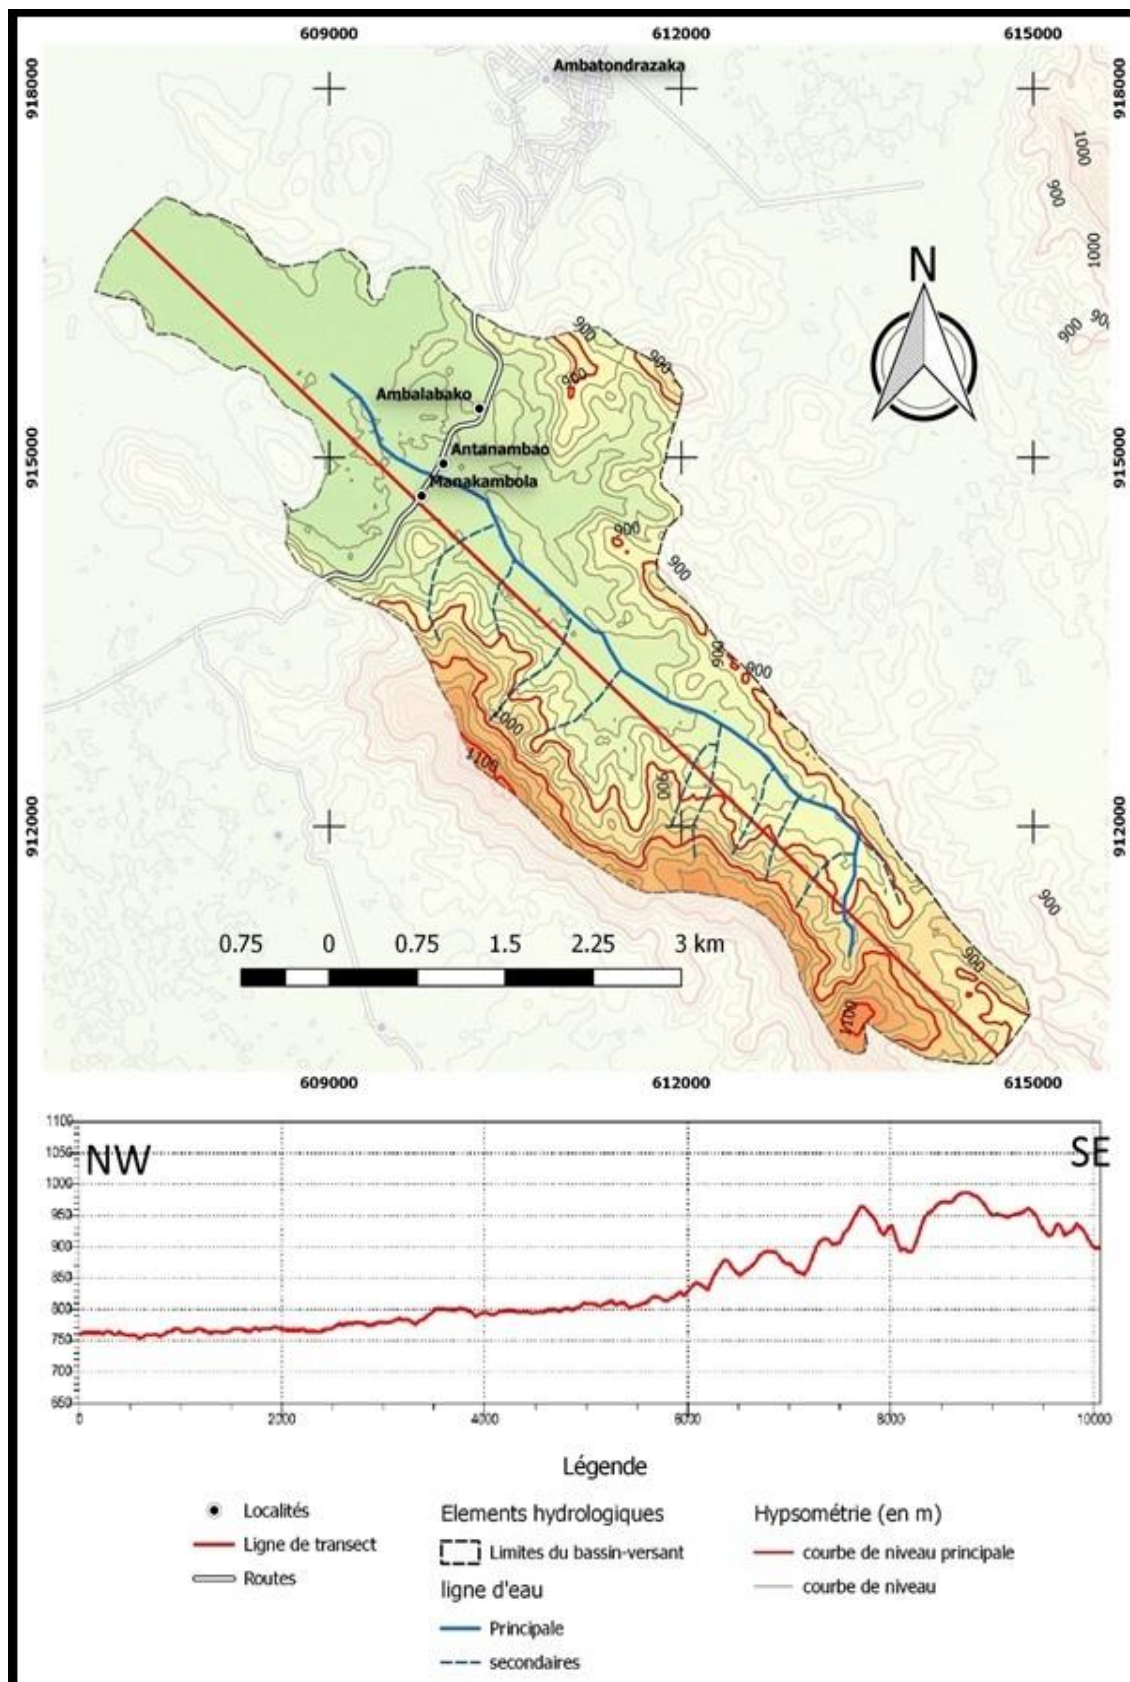 609000 612000 615000
Ambatondrazaka
918000 918000
1000
900
1000
N
900
900
900
900
900
Ambalabako
915000 915000
Antanambao
Manakambola
900
900
900
900
1000
1100
900
912000 912000
900
0.75 0 0.75 1.5 2.25 3 km
900
1100
609000 612000 615000
1100
NW SE
1050
1000
950
900
850
800
750
700
650
0 2000 4000 6000 8000 10000
Légende
Localités
Ligne de transect
Routes
Elements hydrologiques
Limites du bassin-versant
ligne d'eau
Principale
secondaires
Hypsométrie (en m)
courbe de niveau principale
courbe de niveau